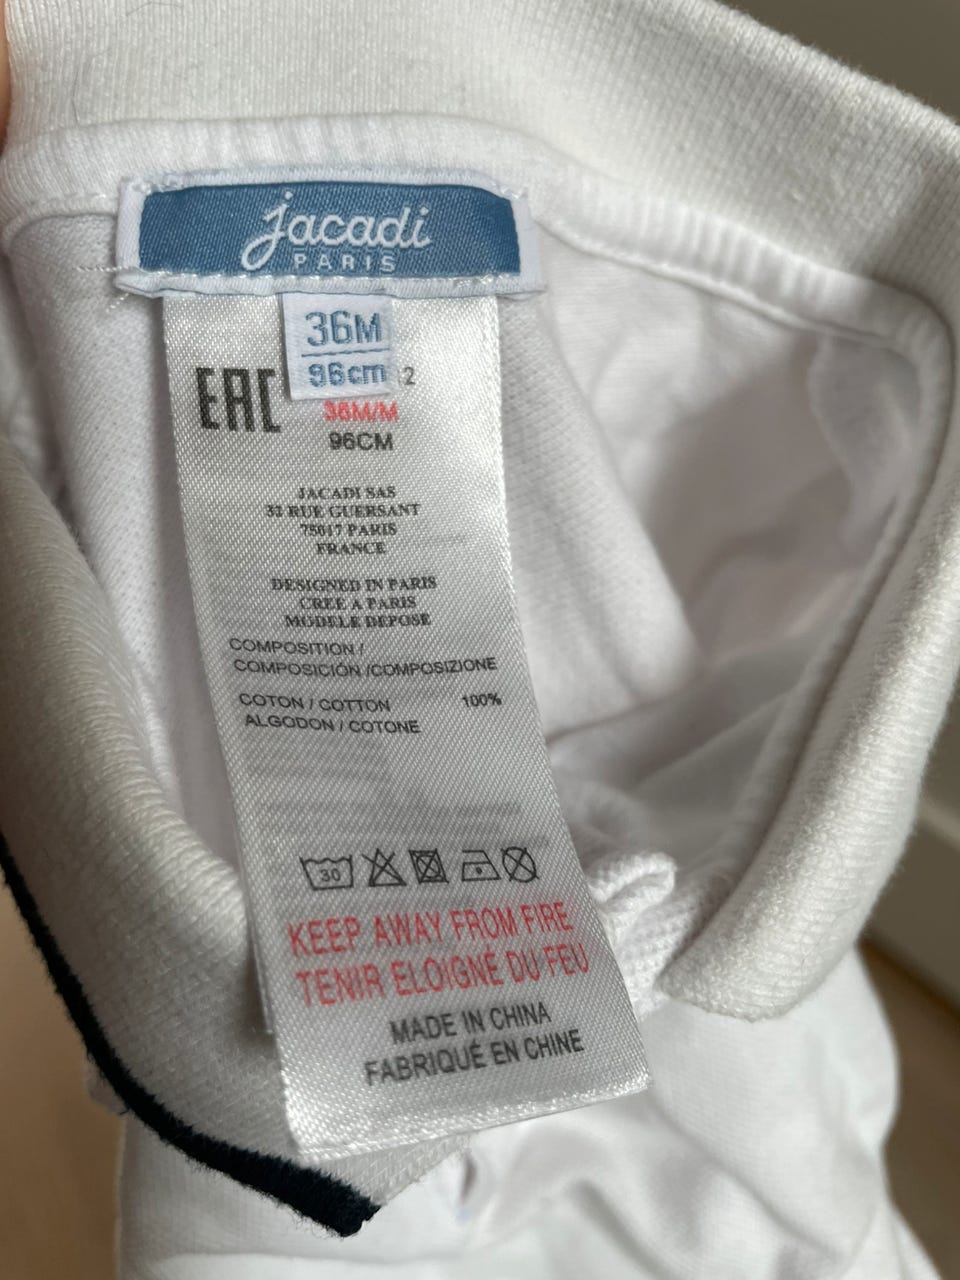 jacadi
PARIS
36M
96cm
EAC
2
36M/M
96CM
JACADI SAS
32 RUE GUERSANT
75017 PARIS
FRANCE
DESIGNED IN PARIS
CREE A PARIS
MODELE DEPOSE
COMPOSITION /
COMPOSICIÓN /COMPOSIZIONE
COTON / COTTON 100%
ALGODON / COTONE
30
KEEP AWAY FROM FIRE
TENIR ELOIGNÉ DU FEU
MADE IN CHINA
FABRIQUÉ EN CHINE